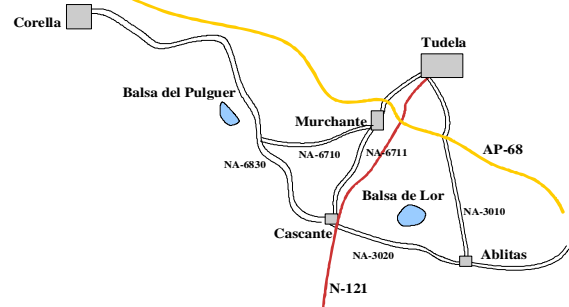 Corella
Tudela
Balsa del Pulguer
Murchante
AP-68
NA-6710
NA-6711
NA-6830
Balsa de Lor
NA-3010
Cascante
NA-3020
Ablitas
N-121